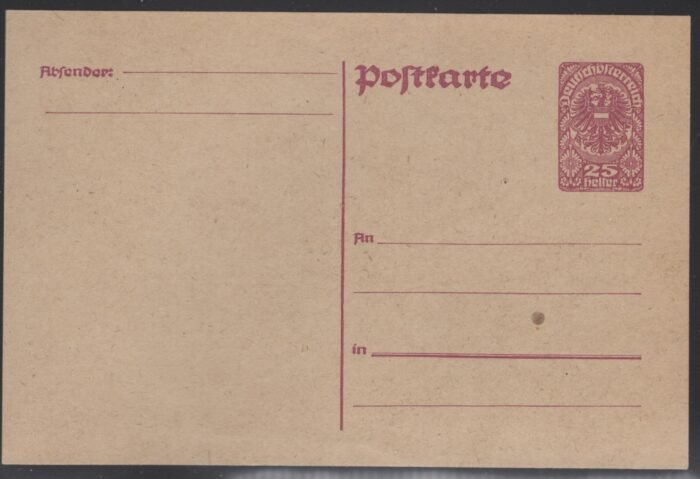 Absender:
Postkarte
Deutschösterreich
25
Heller
An
in